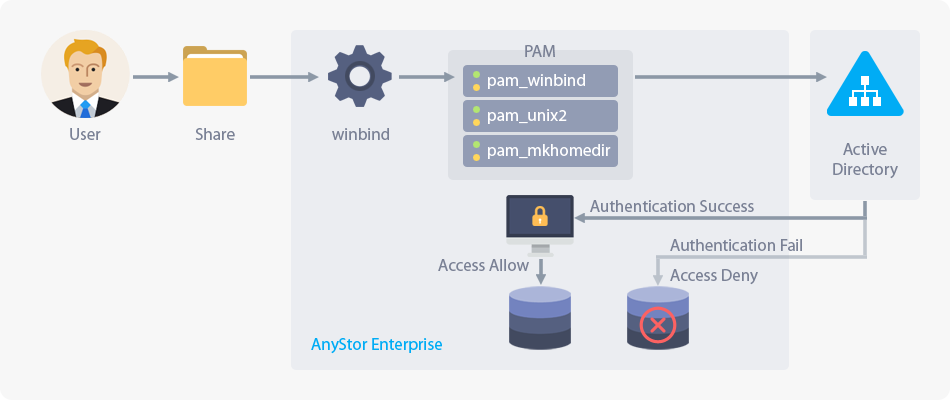 PAM
pam_winbind
pam_unix2
pam_mkhomedir
User
Share
winbind
Active
Directory
Authentication Success
Authentication Fail
Access Allow
Access Deny
AnyStor Enterprise